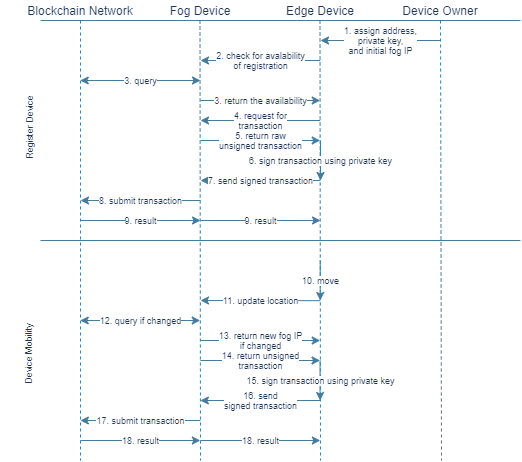 Blockchain Network Fog Device Edge Device Device Owner
1. assign address,
private key,
and initial fog IP
2. check for avalability
of registration
3. query
3. return the availability
4. request for
transaction
5. return raw
unsigned transaction
6. sign transaction using private key
7. send signed transaction
8. submit transaction
9. result 9. result
Register Device
10. move
11. update location
12. query if changed
13. return new fog IP
if changed
14. return unsigned
transaction
15. sign transaction using private key
16. send
signed transaction
17. submit transaction
18. result 18. result
Device Mobility